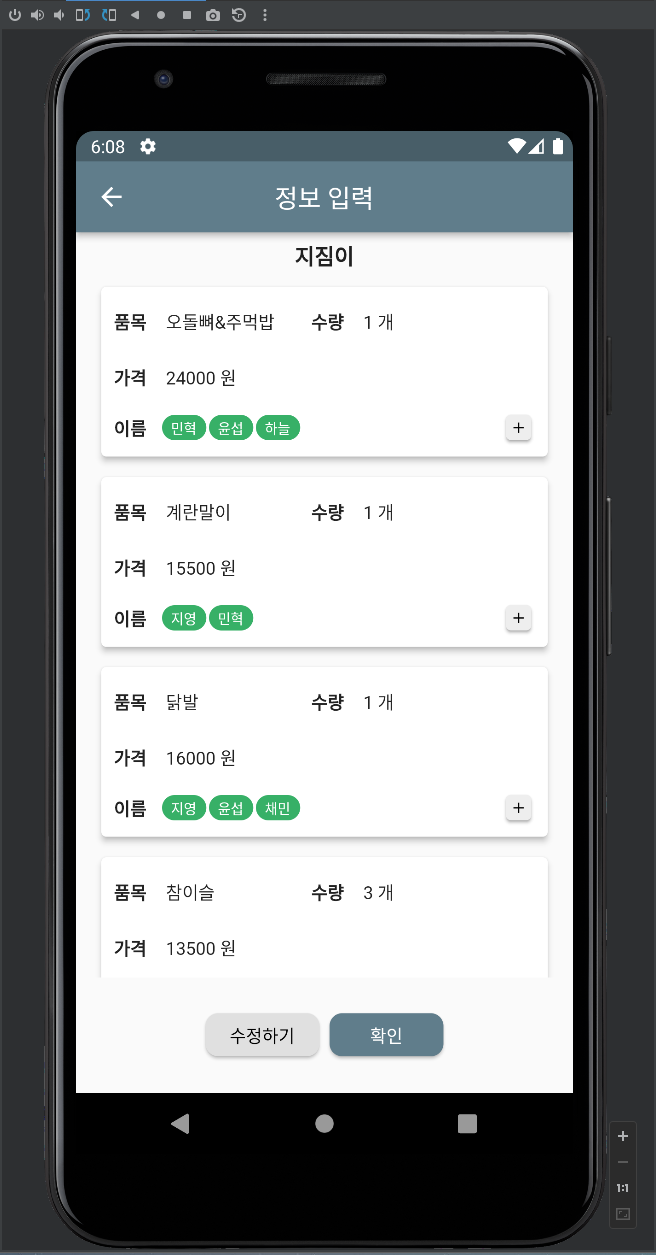 6:08
정보 입력
지짐이
품목 오돌뼈&주먹밥 수량 1 개
가격 24000 원
이름 민혁 윤섭 하늘 +
품목 계란말이 수량 1 개
가격 15500 원
이름 지영 민혁 +
품목 닭발 수량 1 개
가격 16000 원
이름 지영 윤섭 채민 +
품목 참이슬 수량 3 개
가격 13500 원
수정하기 확인
1:1